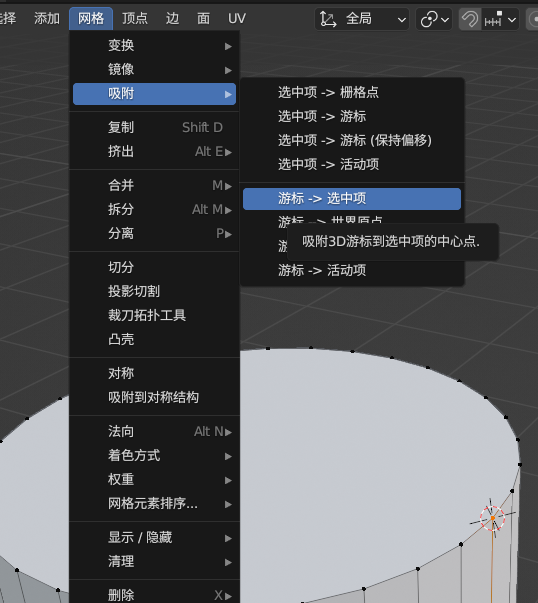 添加 网格 顶点 边 面 UV 全局
变换
镜像
吸附
复制 Shift D
挤出 Alt E
合并 M
拆分 Alt M
分离 P
切分
投影切割
裁刀拓扑工具
凸壳
对称
吸附到对称结构
法向 Alt N
着色方式
权重
网格元素排序...
显示 / 隐藏
清理
删除 X
选中项 -> 栅格点
选中项 -> 游标
选中项 -> 游标 (保持偏移)
选中项 -> 活动项
游标 -> 选中项
游标 -> 世界原点
吸附3D游标到选中项的中心点.
游标 -> 活动项